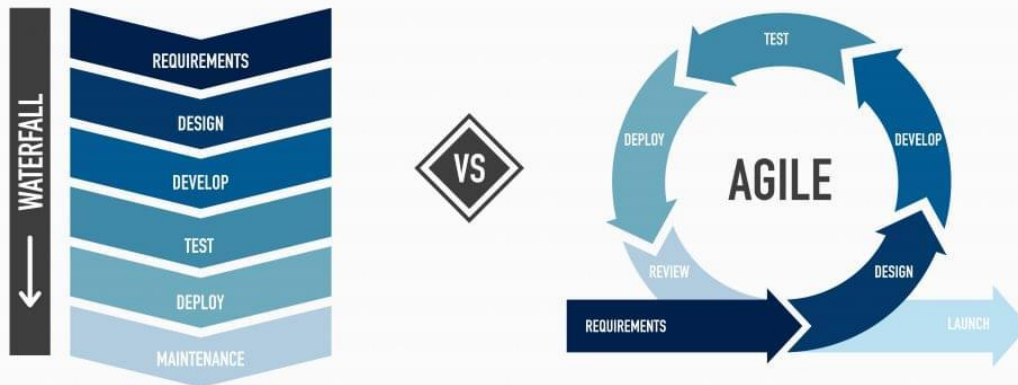 WATERFALL
REQUIREMENTS
DESIGN
DEVELOP
TEST
DEPLOY
MAINTENANCE
VS
AGILE
REQUIREMENTS
DESIGN
DEVELOP
TEST
DEPLOY
REVIEW
LAUNCH